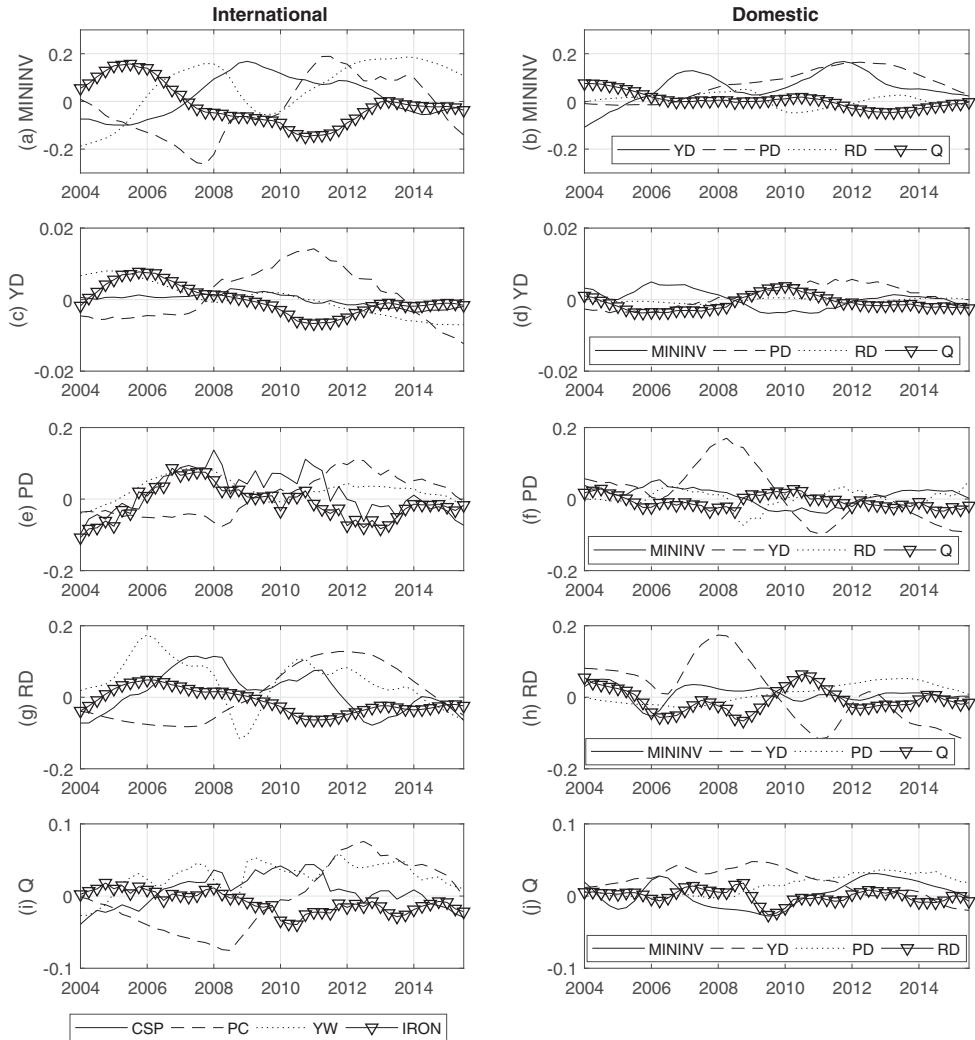 International
Domestic
(a) MININV
0.2
0
-0.2
2004 2006 2008 2010 2012 2014
(b) MININV
0.2
0
-0.2
YD PD RD Q
2004 2006 2008 2010 2012 2014
(c) YD
0.02
0
-0.02
2004 2006 2008 2010 2012 2014
(d) YD
0.02
0
-0.02
MININV PD RD Q
2004 2006 2008 2010 2012 2014
(e) PD
0.2
0
-0.2
2004 2006 2008 2010 2012 2014
(f) PD
0.2
0
-0.2
MININV YD RD Q
2004 2006 2008 2010 2012 2014
(g) RD
0.2
0
-0.2
2004 2006 2008 2010 2012 2014
(h) RD
0.2
0
-0.2
MININV YD PD Q
2004 2006 2008 2010 2012 2014
(i) Q
0.1
0
-0.1
2004 2006 2008 2010 2012 2014
(j) Q
0.1
0
-0.1
MININV YD PD RD
2004 2006 2008 2010 2012 2014
CSP PC YW IRON